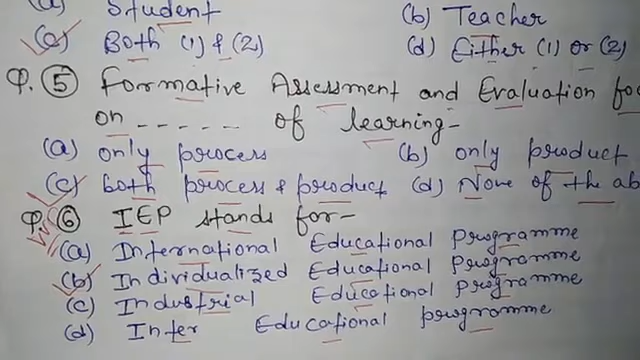 (a) Student (b) Teacher
(c) Both (1) & (2) (d) Either (1) or (2)
Q. (5) Formative Assessment and Evaluation foc
on ------ of learning-
(a) only process (b) only product
(c) both process & product (d) None of the ab
Q. (6) IEP stands for-
(a) International Educational programme
(b) Individualized Educational programme
(c) Industrial Educational programme
(d) Inter Educational programme